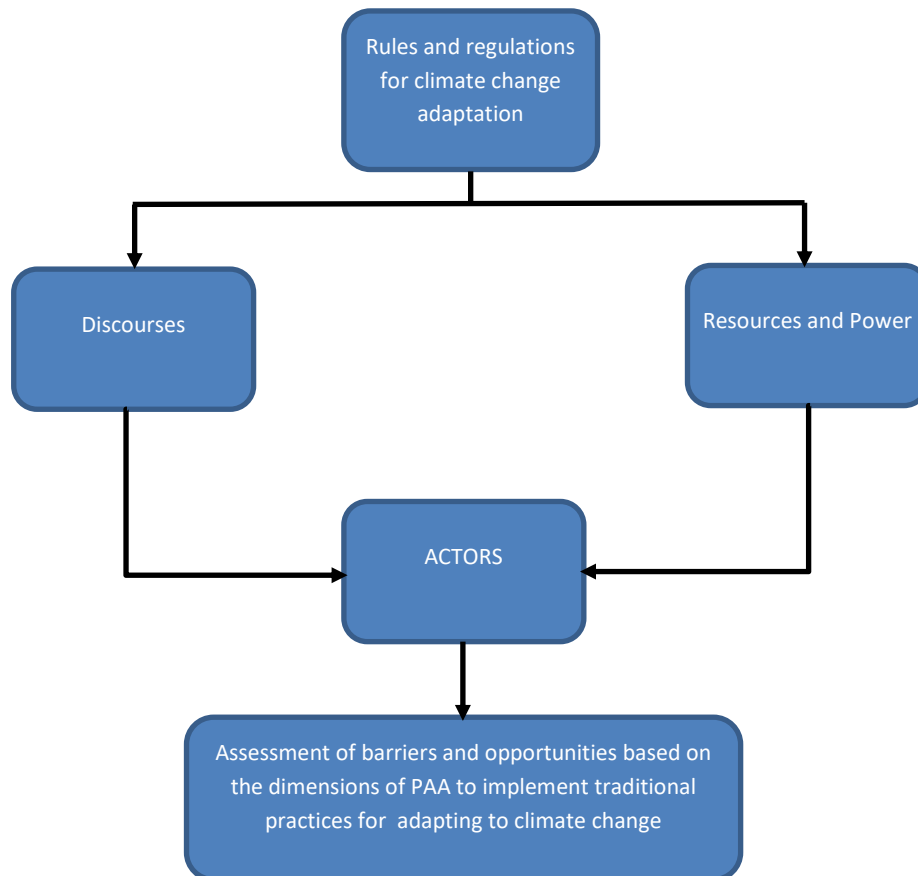 Rules and regulations
for climate change
adaptation
Discourses
Resources and Power
ACTORS
Assessment of barriers and opportunities based on
the dimensions of PAA to implement traditional
practices for  adapting to climate change